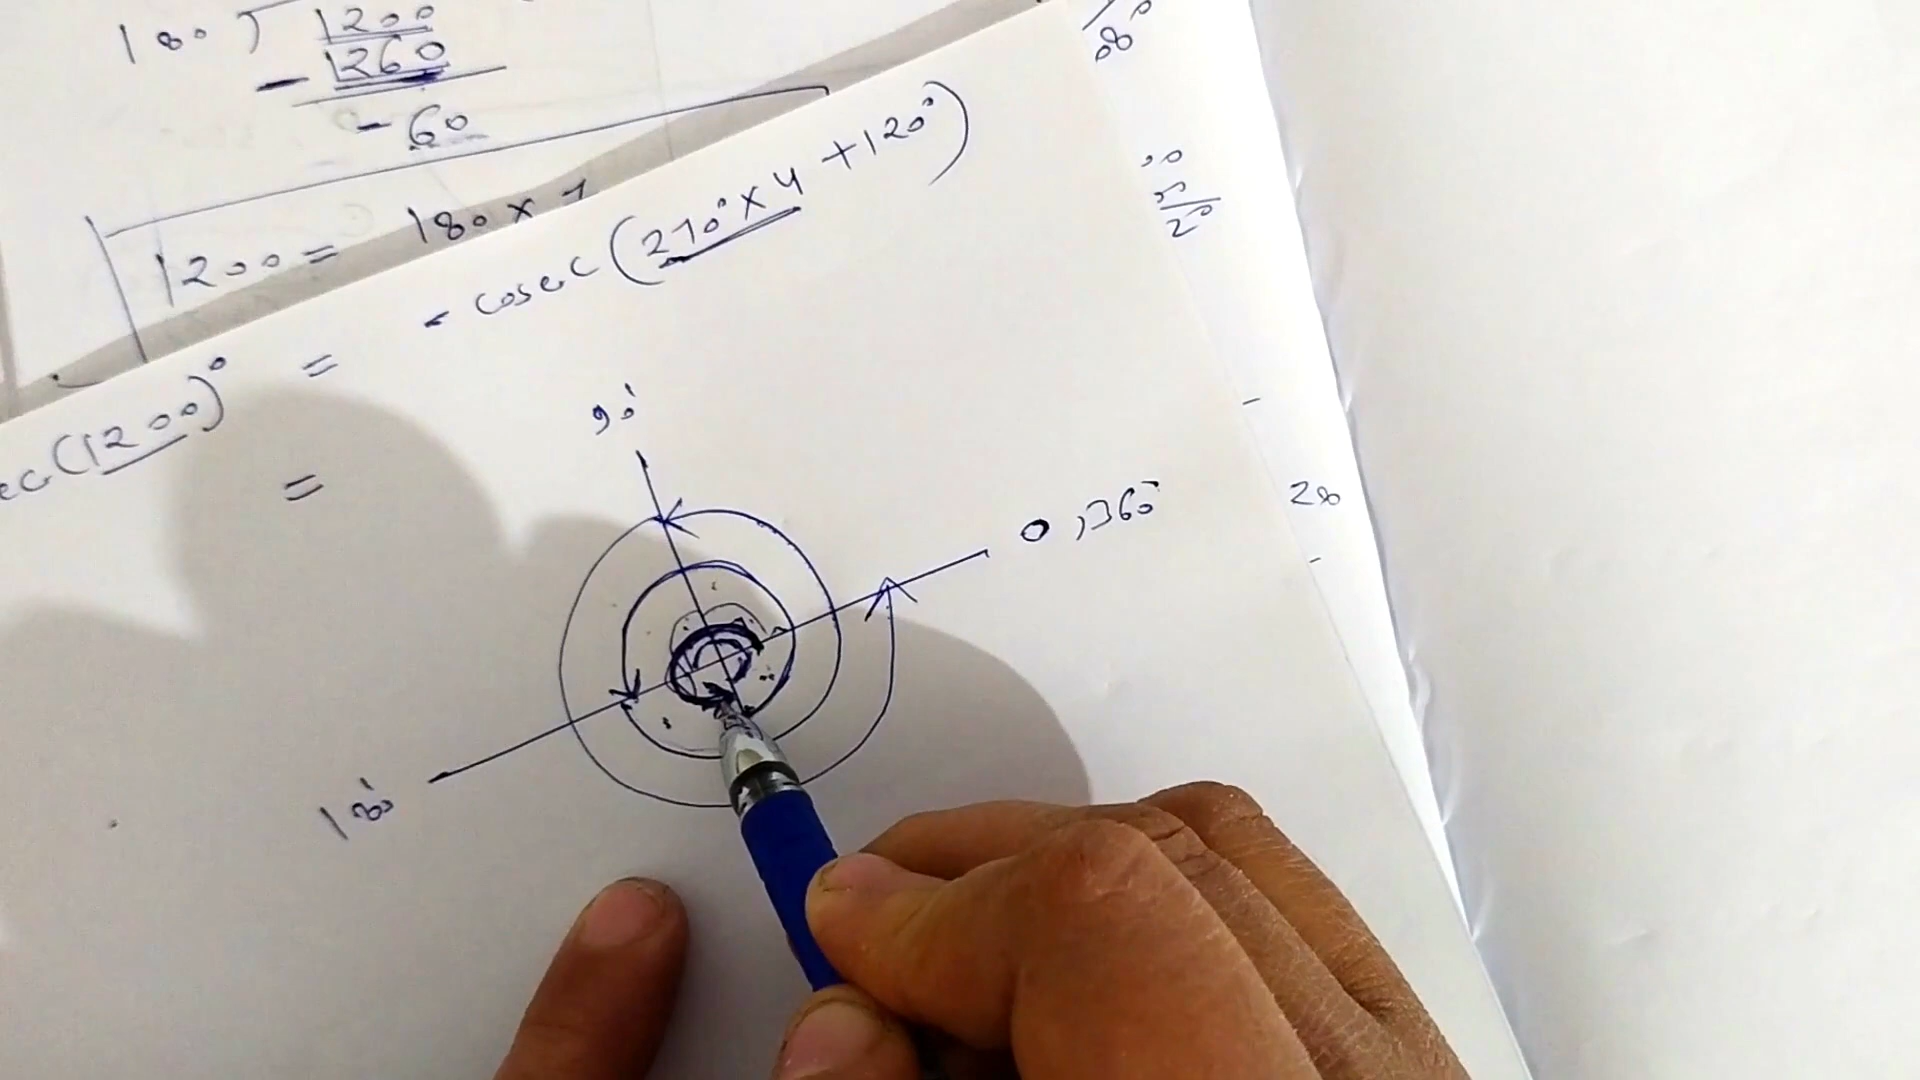 180 ) 1200
- 1260
- 60
1200 = 180 × 7
ec (1200)° = - cosec (270° × 4 + 120°)
=
90°
0, 360°
180°